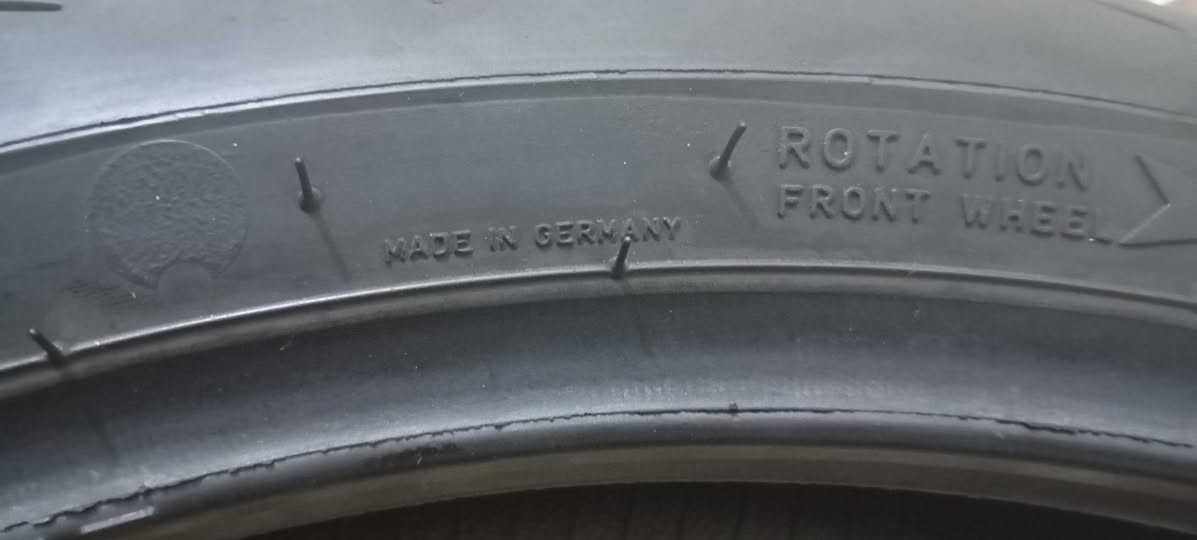 ROTATION
FRONT WHEEL
MADE IN GERMANY